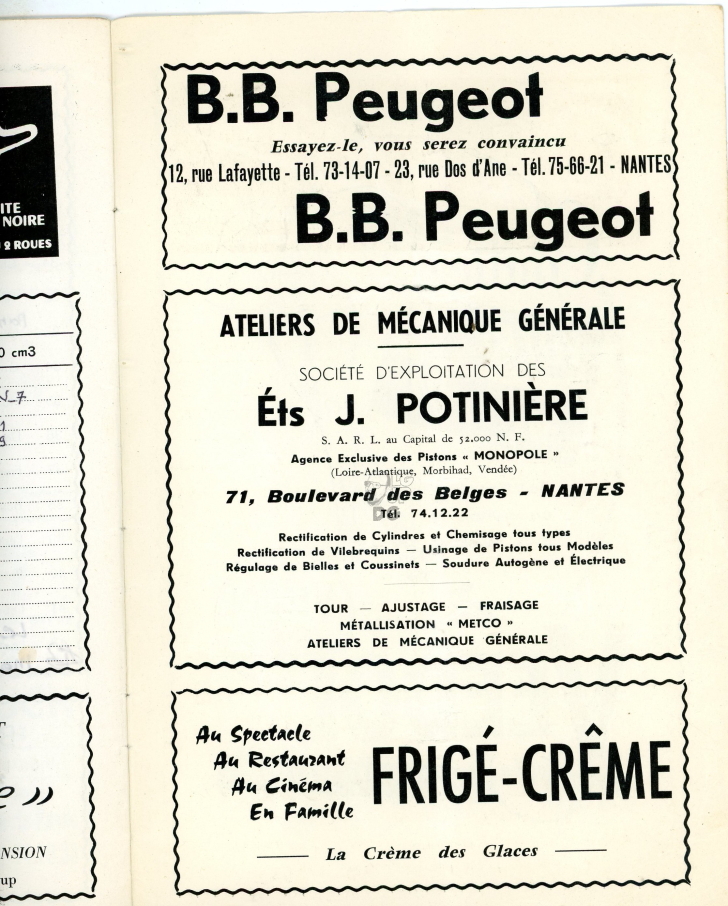 ITE
NOIRE
2 ROUES
cm3
NSION
up
B.B. Peugeot
Essayez-le, vous serez convaincu
12, rue Lafayette - Tél. 73-14-07 - 23, rue Dos d'Ane - Tél. 75-66-21 - NANTES
B.B. Peugeot
ATELIERS DE MÉCANIQUE GÉNÉRALE
SOCIÉTÉ D'EXPLOITATION DES
Éts J. POTINIÈRE
S. A. R. L. au Capital de 52.000 N. F.
Agence Exclusive des Pistons « MONOPOLE »
(Loire-Atlantique, Morbihad, Vendée)
71, Boulevard des Belges - NANTES
Tél. 74.12.22
Rectification de Cylindres et Chemisage tous types
Rectification de Vilebrequins — Usinage de Pistons tous Modèles
Régulage de Bielles et Coussinets — Soudure Autogène et Électrique
TOUR — AJUSTAGE — FRAISAGE
MÉTALLISATION « METCO »
ATELIERS DE MÉCANIQUE GÉNÉRALE
Au Spectacle
Au Restaurant
Au Cinéma
En Famille
FRIGÉ-CRÊME
La Crème des Glaces